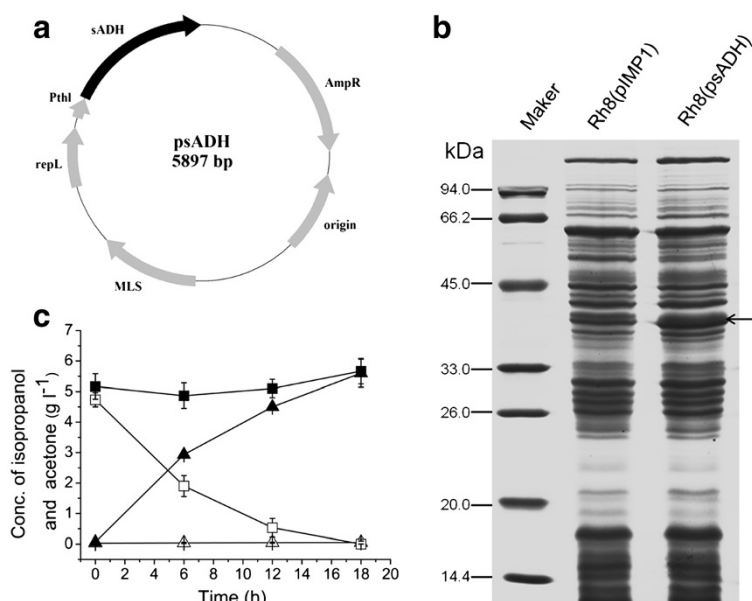 a
sADH
PthI
AmpR
psADH
5897 bp
repL
origin
MLS
b
Maker
Rh8(pIMP1)
Rh8(psADH)
kDa
94.0
66.2
45.0
33.0
26.0
20.0
14.4
c
Conc. of isopropanol
and acetone (g l-1)
7
6
5
4
3
2
1
0
0 2 4 6 8 10 12 14 16 18 20
Time (h)